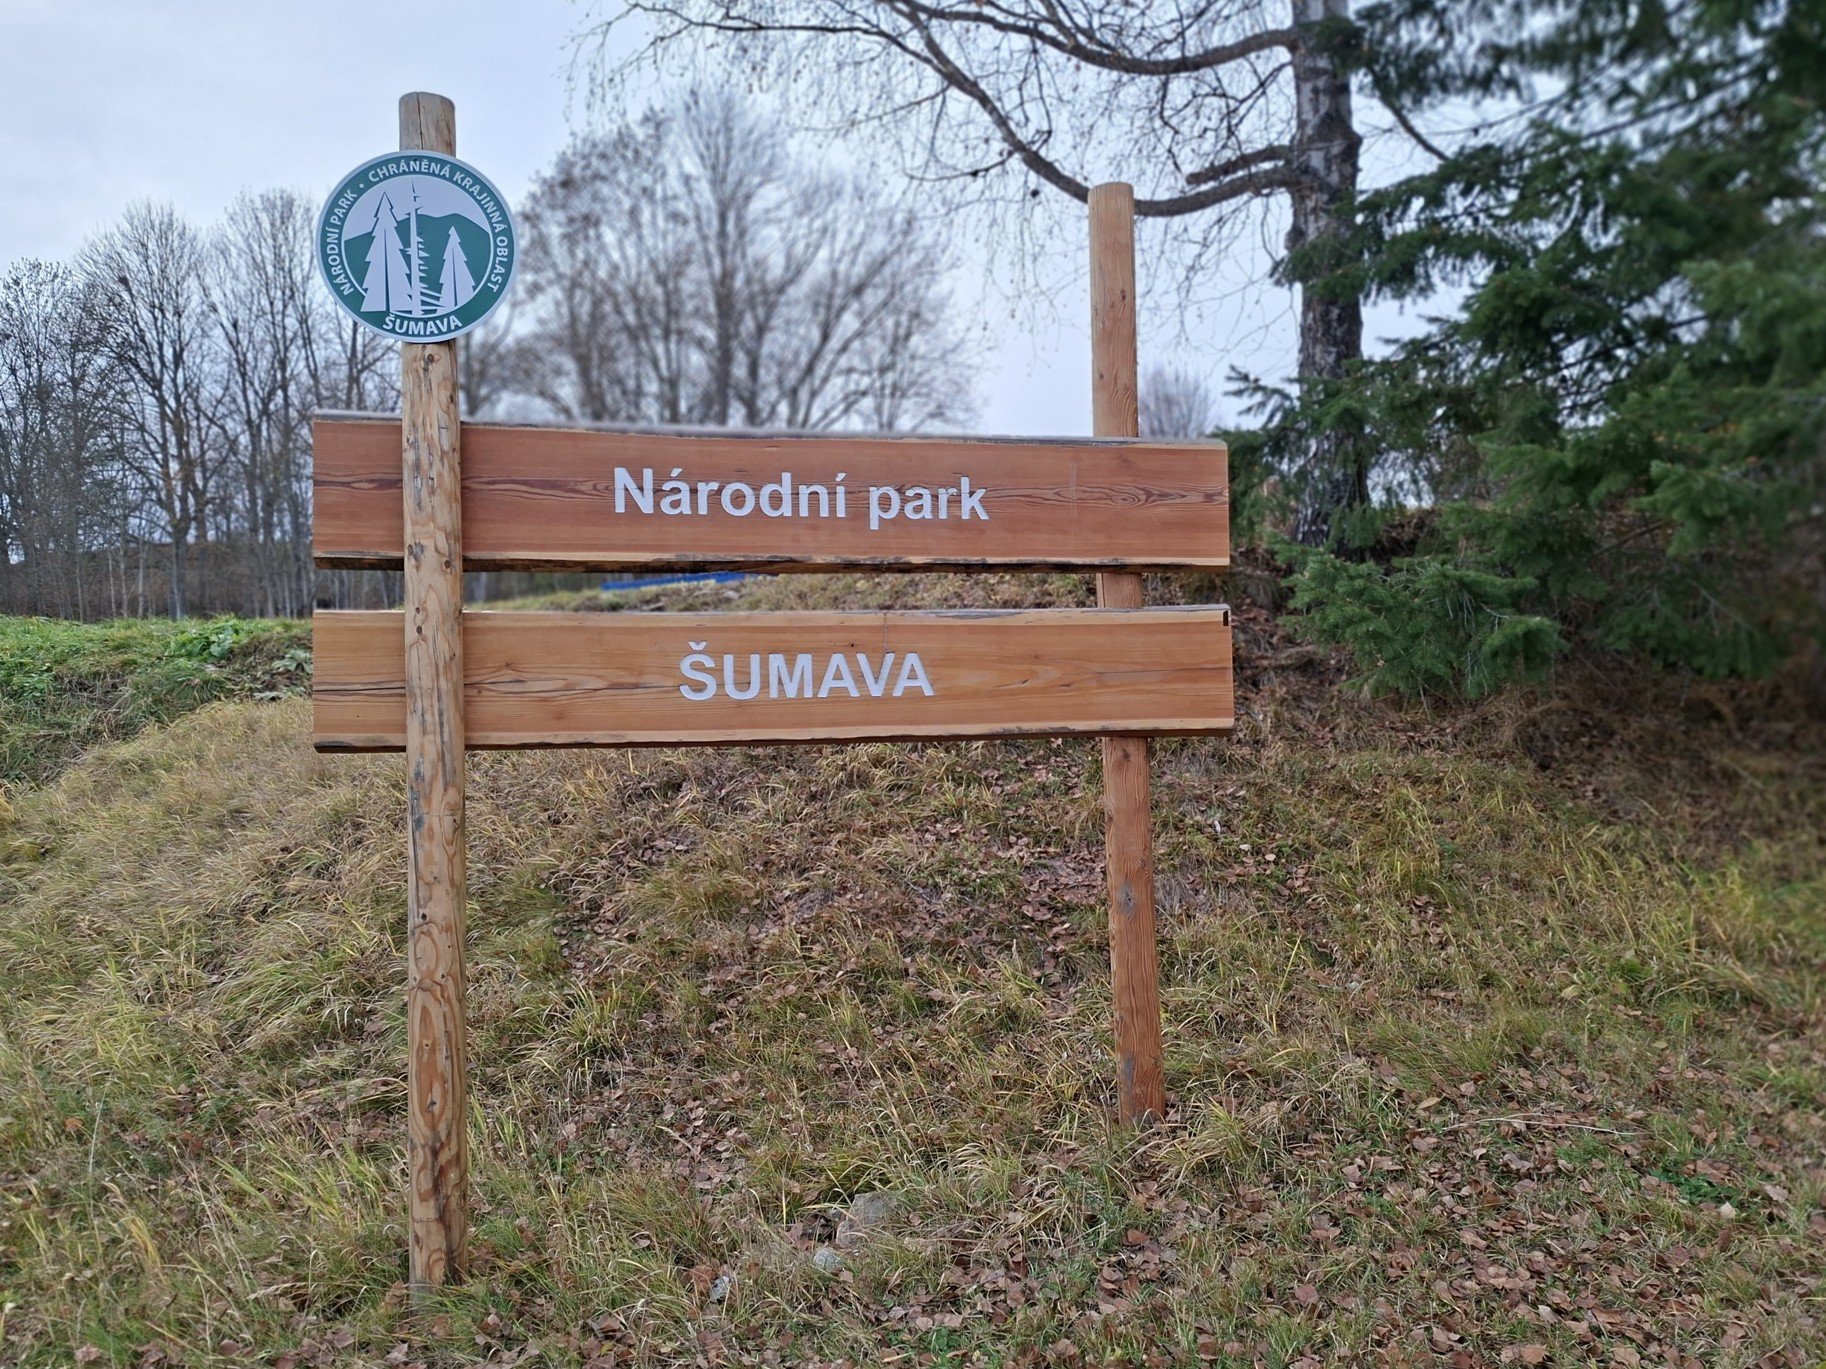 NÁRODNÍ PARK • CHRÁNĚNÁ KRAJINNÁ OBLAST
ŠUMAVA
Národní park
ŠUMAVA